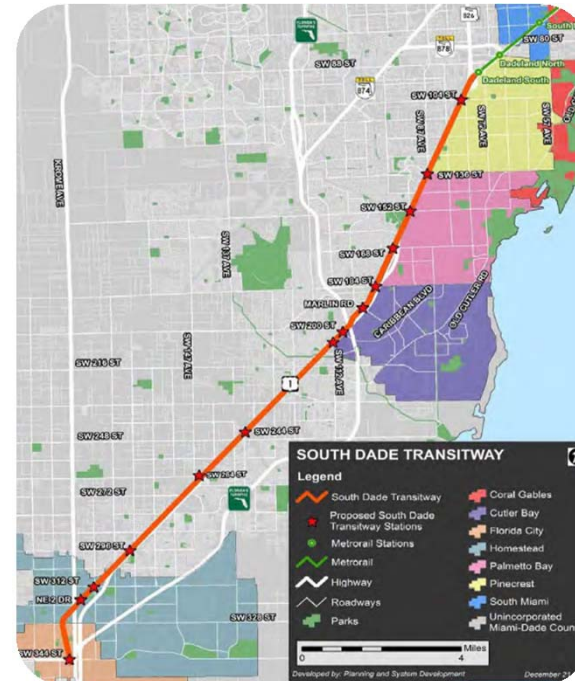 826
SW 80 ST
878
SW 88 ST
Dadeland North
874
Dadeland South
SW 104 ST
SW 67 AVE
SW 77 AVE
SW 57 AVE
KROME AVE
SW 136 ST
SW 152 ST
SW 137 AVE
SW 168 ST
SW 184 ST
MARLIN RD
CARIBBEAN BLVD
OLD CUTLER RD
SW 200 ST
SW 112 AVE
SW 216 ST
SW 147 AVE
1
SW 244 ST
SW 248 ST
SW 264 ST
SW 272 ST
SW 296 ST
SW 312 ST
NE/2 DR
SW 328 ST
SW 344 ST
SOUTH DADE TRANSITWAY
Legend
South Dade Transitway
Proposed South Dade
Transitway Stations
Metrorail Stations
Metrorail
Highway
Roadways
Parks
Coral Gables
Cutler Bay
Florida City
Homestead
Palmetto Bay
Pinecrest
South Miami
Unincorporated
Miami-Dade Coun
Miles
0
4
Developed by: Planning and System Development
December 21